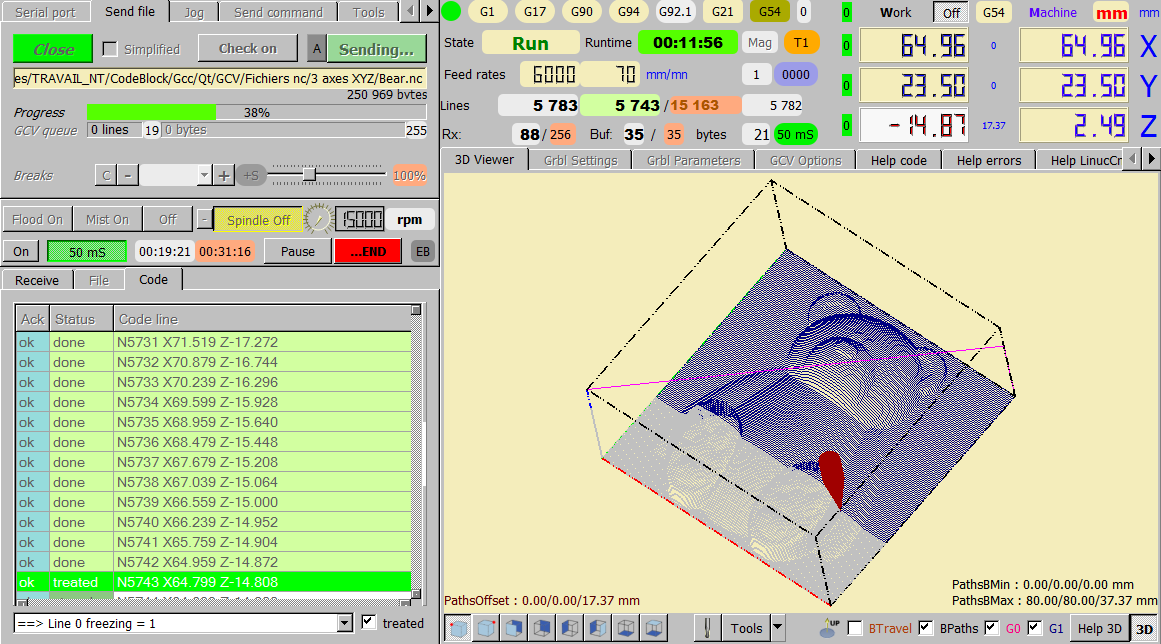 Serial port Send file Jog Send command Tools
Close Simplified Check on A Sending...
es/TRAVAIL_NT/CodeBlock/Gcc/Qt/GCV/Fichiers nc/3 axes XYZ/Bear.nc
250 969 bytes
Progress 38%
GCV queue 0 lines 19 0 bytes 255
Breaks C - + +S 100%
Flood On Mist On Off - Spindle Off 15000 rpm
On 50 mS 00:19:21 00:31:16 Pause ...END EB
Receive File Code
Ack Status Code line
ok done N5731 X71.519 Z-17.272
ok done N5732 X70.879 Z-16.744
ok done N5733 X70.239 Z-16.296
ok done N5734 X69.599 Z-15.928
ok done N5735 X68.959 Z-15.640
ok done N5736 X68.479 Z-15.448
ok done N5737 X67.679 Z-15.208
ok done N5738 X67.039 Z-15.064
ok done N5739 X66.559 Z-15.000
ok done N5740 X66.239 Z-14.952
ok done N5741 X65.759 Z-14.904
ok done N5742 X64.959 Z-14.872
ok treated N5743 X64.799 Z-14.808
==> Line 0 freezing = 1 treated
G1 G17 G90 G94 G92.1 G21 G54 0
State Run Runtime 00:11:56 Mag T1
Feed rates 6000 70 mm/mn 1 0000
Lines 5 783 5 743 / 15 163 5 782
Rx: 88 / 256 Buf: 35 / 35 bytes 21 50 mS
0 Work Off G54 Machine mm mm
0 64.96 0 64.96 X
0 23.50 0 23.50 Y
0 -14.87 17.37 2.49 Z
3D Viewer Grbl Settings Grbl Parameters GCV Options Help code Help errors Help LinucCr
PathsBMin : 0.00/0.00/0.00 mm
PathsOffset : 0.00/0.00/17.37 mm PathsBMax : 80.00/80.00/37.37 mm
Tools UP BTravel BPaths G0 G1 Help 3D 3D